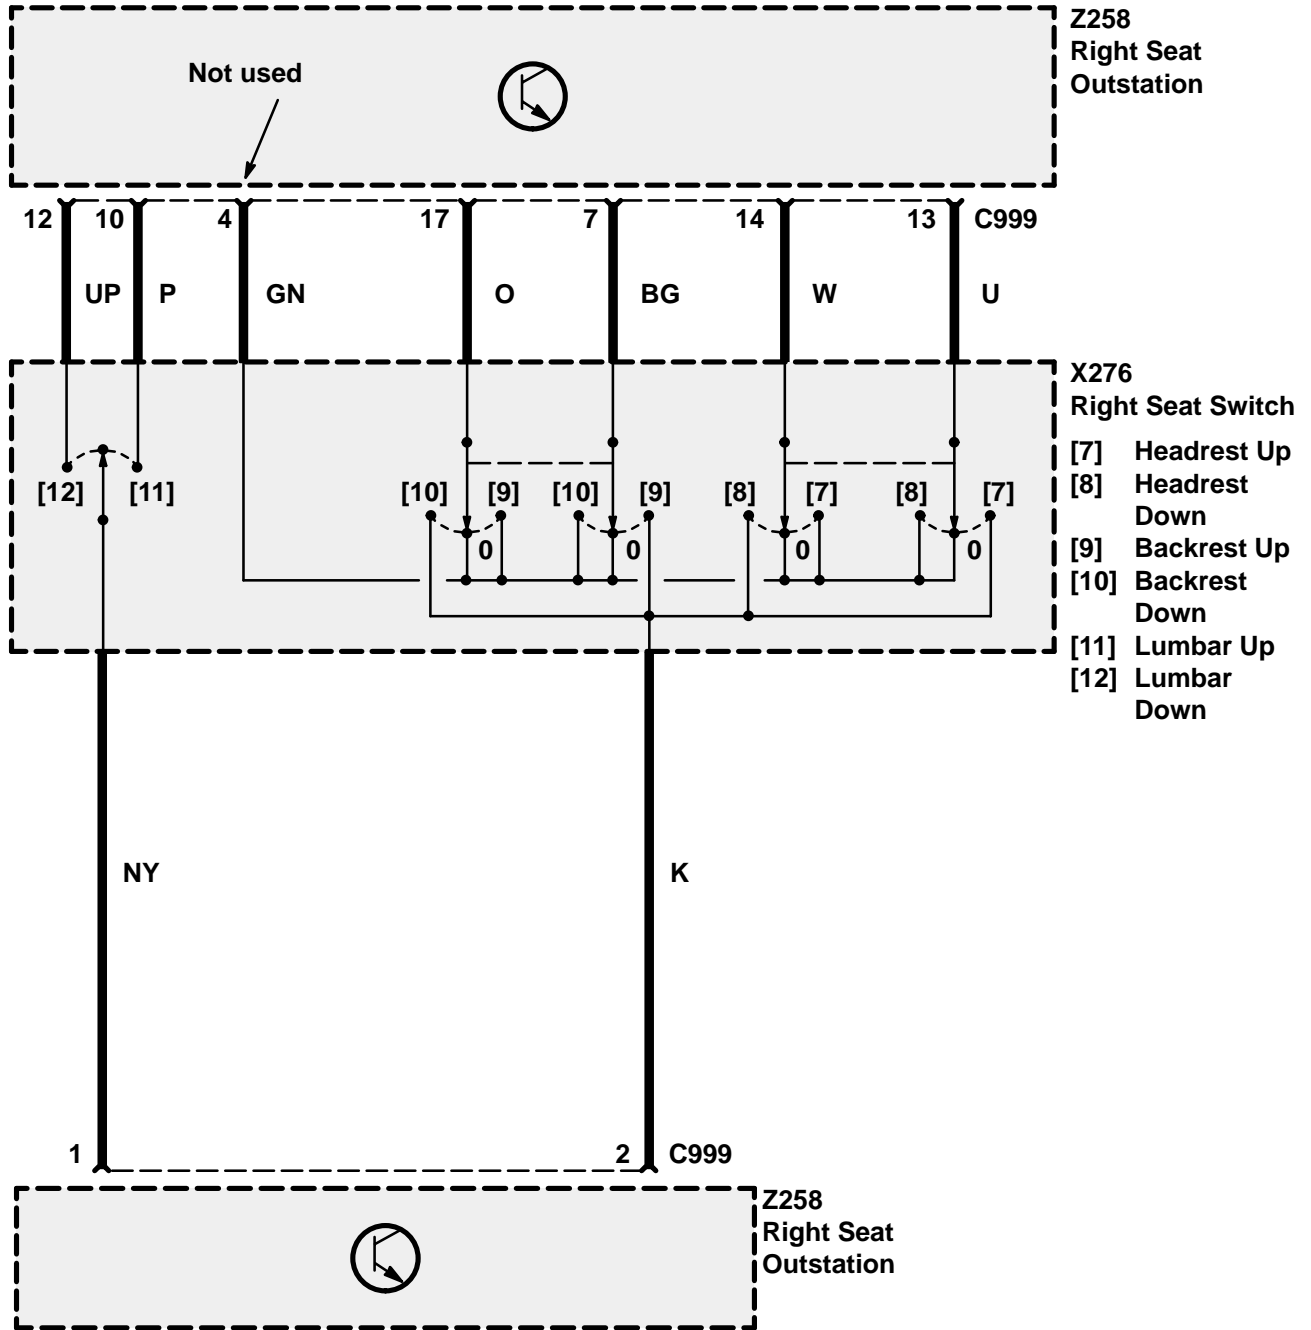 Z258
Right Seat
Outstation
Not used
12 10 4 17 7 14 13 C999
UP P GN O BG W U
X276
Right Seat Switch
[7] Headrest Up
[8] Headrest
Down
[9] Backrest Up
[10] Backrest
Down
[11] Lumbar Up
[12] Lumbar
Down
[12] [11] [10] [9] [10] [9] [8] [7] [8] [7]
0 0 0 0
NY K
1 2 C999
Z258
Right Seat
Outstation